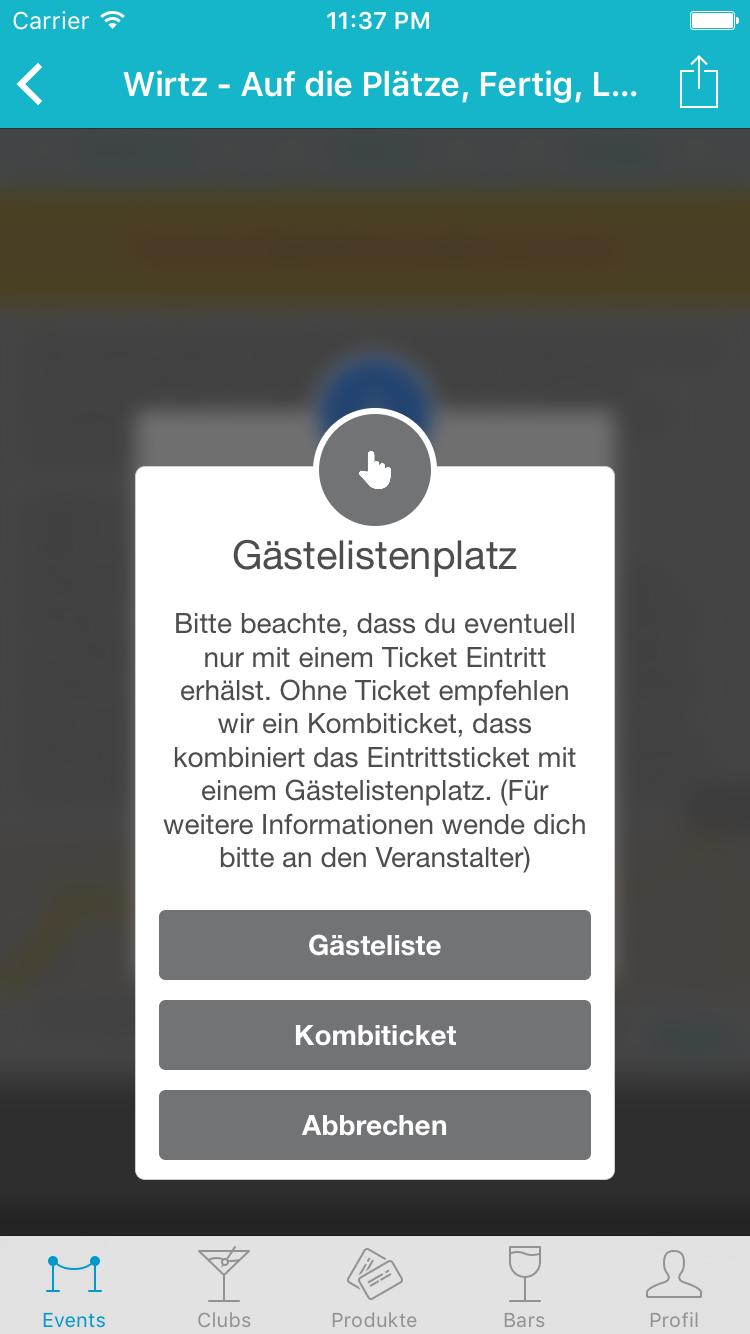 Carrier 11:37 PM
Wirtz - Auf die Plätze, Fertig, L...
Gästelistenplatz
Bitte beachte, dass du eventuell
nur mit einem Ticket Eintritt
erhälst. Ohne Ticket empfehlen
wir ein Kombiticket, dass
kombiniert das Eintrittsticket mit
einem Gästelistenplatz. (Für
weitere Informationen wende dich
bitte an den Veranstalter)
Gästeliste
Kombiticket
Abbrechen
Events Clubs Produkte Bars Profil